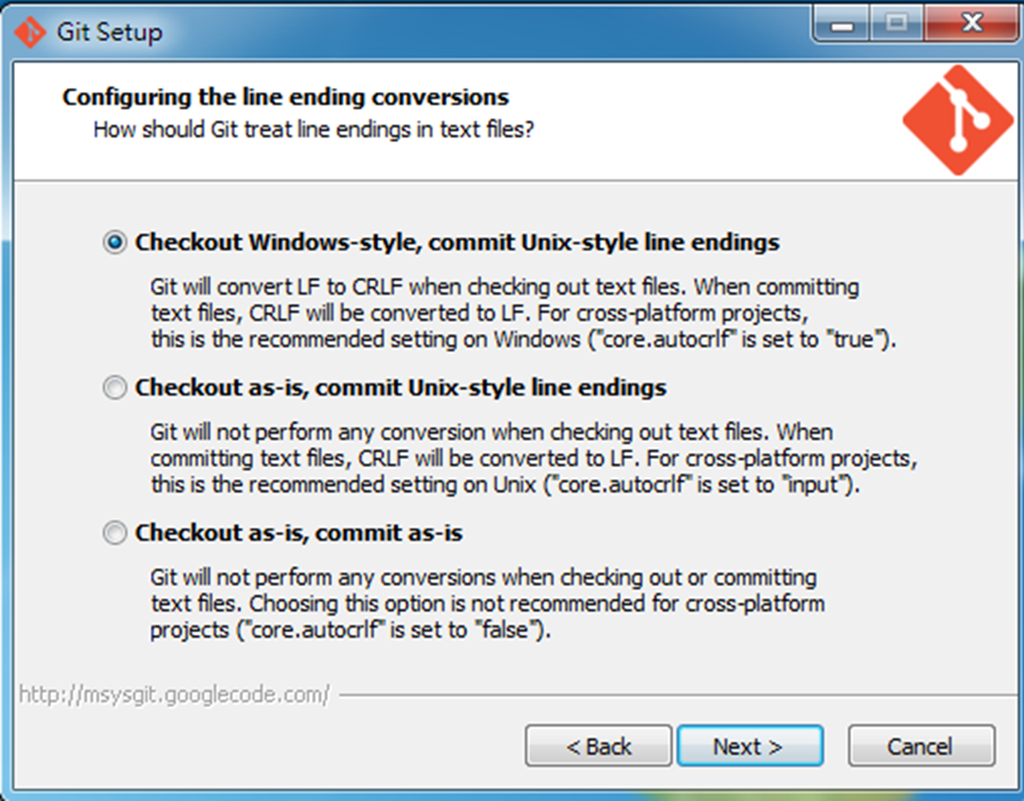 Git Setup
Configuring the line ending conversions
How should Git treat line endings in text files?
Checkout Windows-style, commit Unix-style line endings
Git will convert LF to CRLF when checking out text files. When committing
text files, CRLF will be converted to LF. For cross-platform projects,
this is the recommended setting on Windows ("core.autocrlf" is set to "true").
Checkout as-is, commit Unix-style line endings
Git will not perform any conversion when checking out text files. When
committing text files, CRLF will be converted to LF. For cross-platform projects,
this is the recommended setting on Unix ("core.autocrlf" is set to "input").
Checkout as-is, commit as-is
Git will not perform any conversions when checking out or committing
text files. Choosing this option is not recommended for cross-platform
projects ("core.autocrlf" is set to "false").
http://msysgit.googlecode.com/
< Back
Next >
Cancel